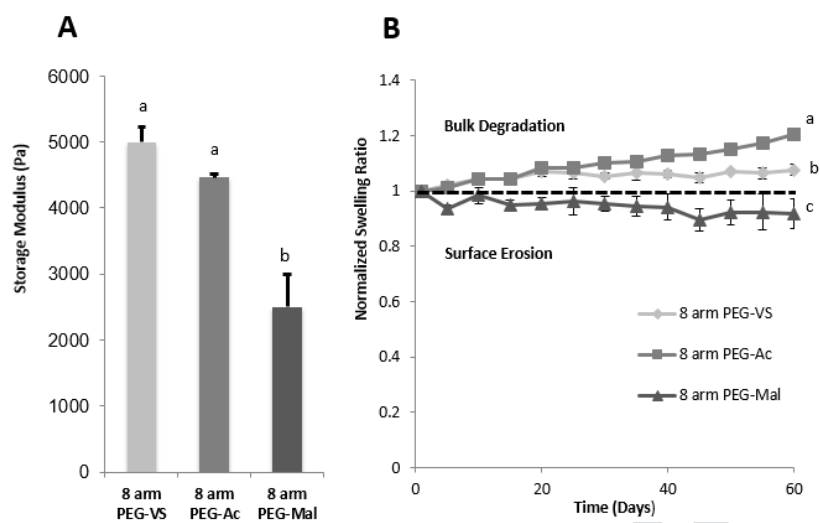 A
6000
5000
4000
3000
2000
1000
0
Storage Modulus (Pa)
a
a
b
8 arm PEG-VS
8 arm PEG-Ac
8 arm PEG-Mal
B
1.4
1.2
1
0.8
0.6
0.4
0.2
0
Normalized Swelling Ratio
Bulk Degradation
Surface Erosion
a
b
c
8 arm PEG-VS
8 arm PEG-Ac
8 arm PEG-Mal
0 20 40 60
Time (Days)